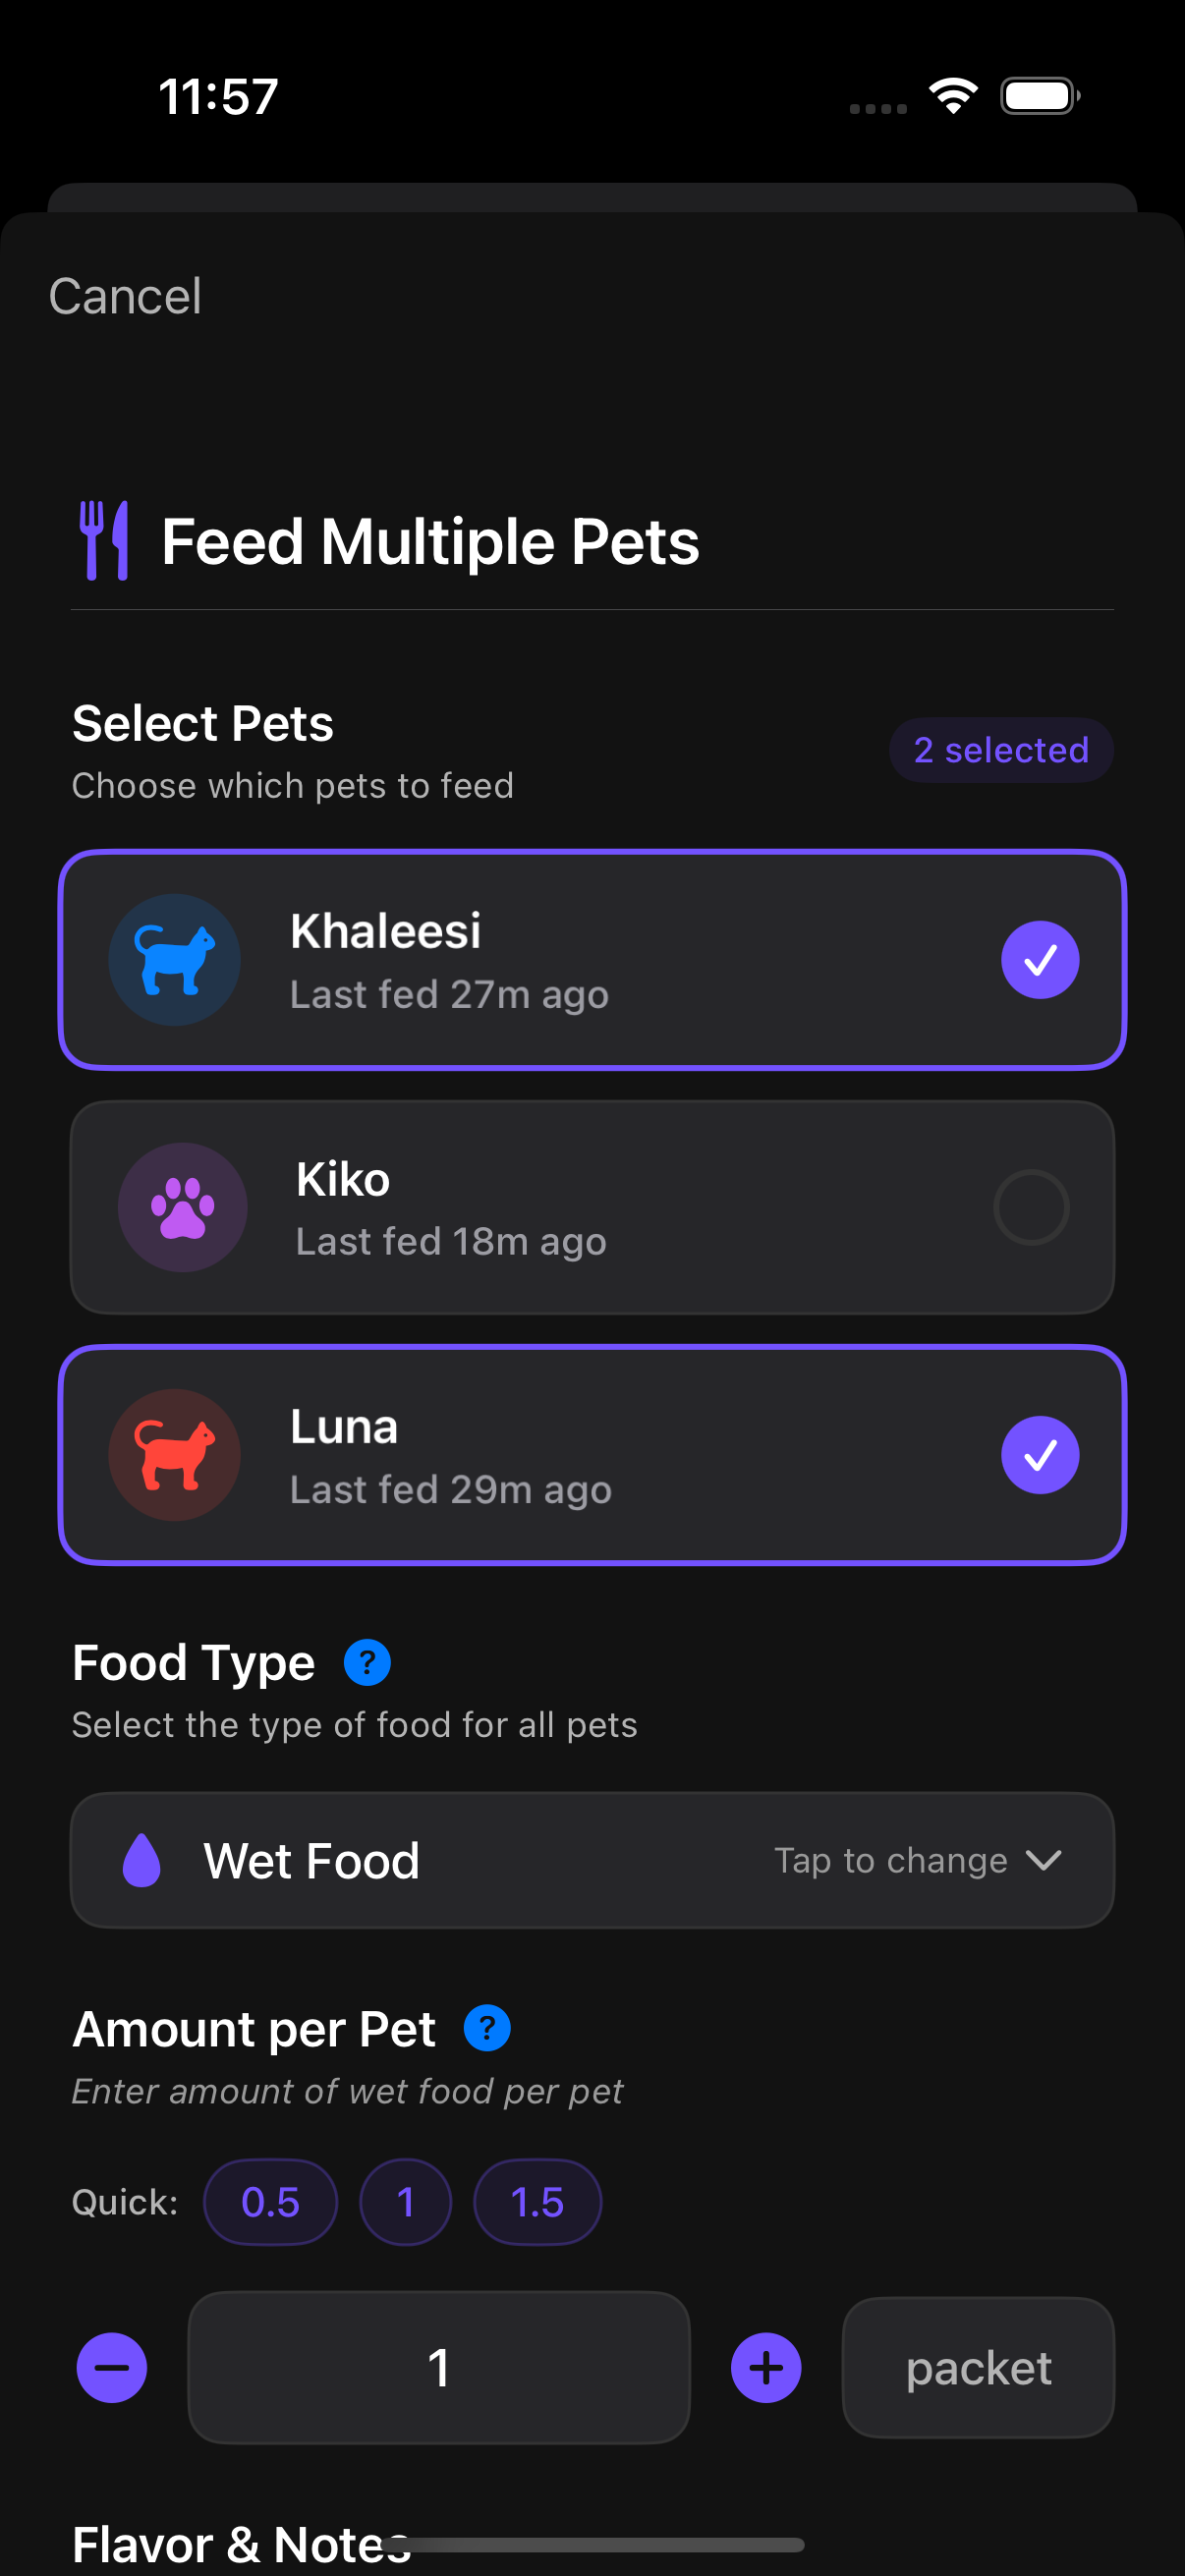 11:57
Cancel
Feed Multiple Pets
Select Pets
Choose which pets to feed
2 selected
Khaleesi
Last fed 27m ago
Kiko
Last fed 18m ago
Luna
Last fed 29m ago
Food Type ?
Select the type of food for all pets
Wet Food
Tap to change
Amount per Pet ?
Enter amount of wet food per pet
Quick: 0.5 1 1.5
1 packet
Flavor & Notes